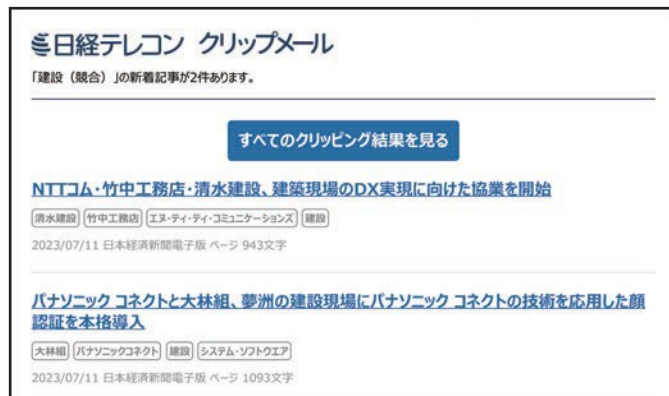 日経テレコン クリップメール
「建設（競合）」の新着記事が2件あります。
すべてのクリッピング結果を見る
NTTコム・竹中工務店・清水建設、建築現場のDX実現に向けた協業を開始
清水建設 竹中工務店 エヌ・ティ・ティ・コミュニケーションズ 建設
2023/07/11 日本経済新聞電子版 ページ 943文字
パナソニック コネクトと大林組、夢洲の建設現場にパナソニック コネクトの技術を応用した顔
認証を本格導入
大林組 パナソニックコネクト 建設 システム・ソフトウエア
2023/07/11 日本経済新聞電子版 ページ 1093文字